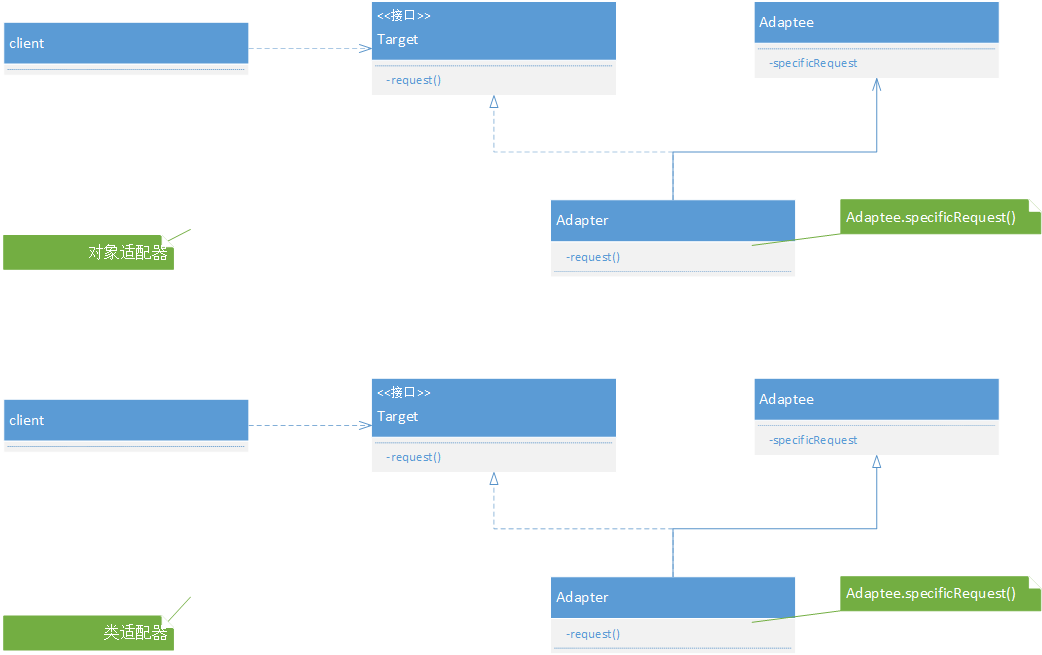 <<接口>>
client
Target
Adaptee
-request()
-specificRequest
Adapter
Adaptee.specificRequest()
-request()
对象适配器
<<接口>>
client
Target
Adaptee
-request()
-specificRequest
Adapter
Adaptee.specificRequest()
-request()
类适配器